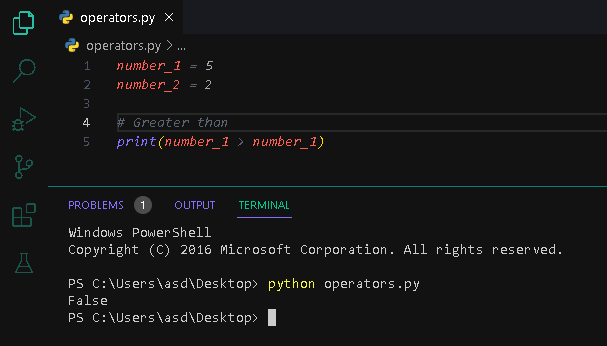 operators.py ×
operators.py > ...
1 number_1 = 5
2 number_2 = 2
3
4 # Greater than
5 print(number_1 > number_1)
PROBLEMS 1 OUTPUT TERMINAL
Windows PowerShell
Copyright (C) 2016 Microsoft Corporation. All rights reserved.
PS C:\Users\asd\Desktop> python operators.py
False
PS C:\Users\asd\Desktop>